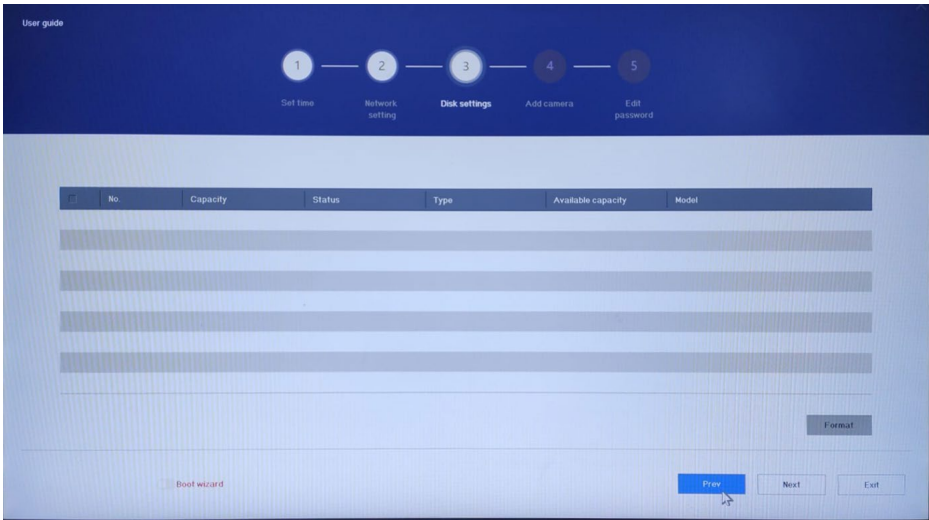 User guide
1 2 3 4 5
Set time Network setting Disk settings Add camera Edit password
No. Capacity Status Type Available capacity Model
Format
Boot wizard
Prev Next Exit